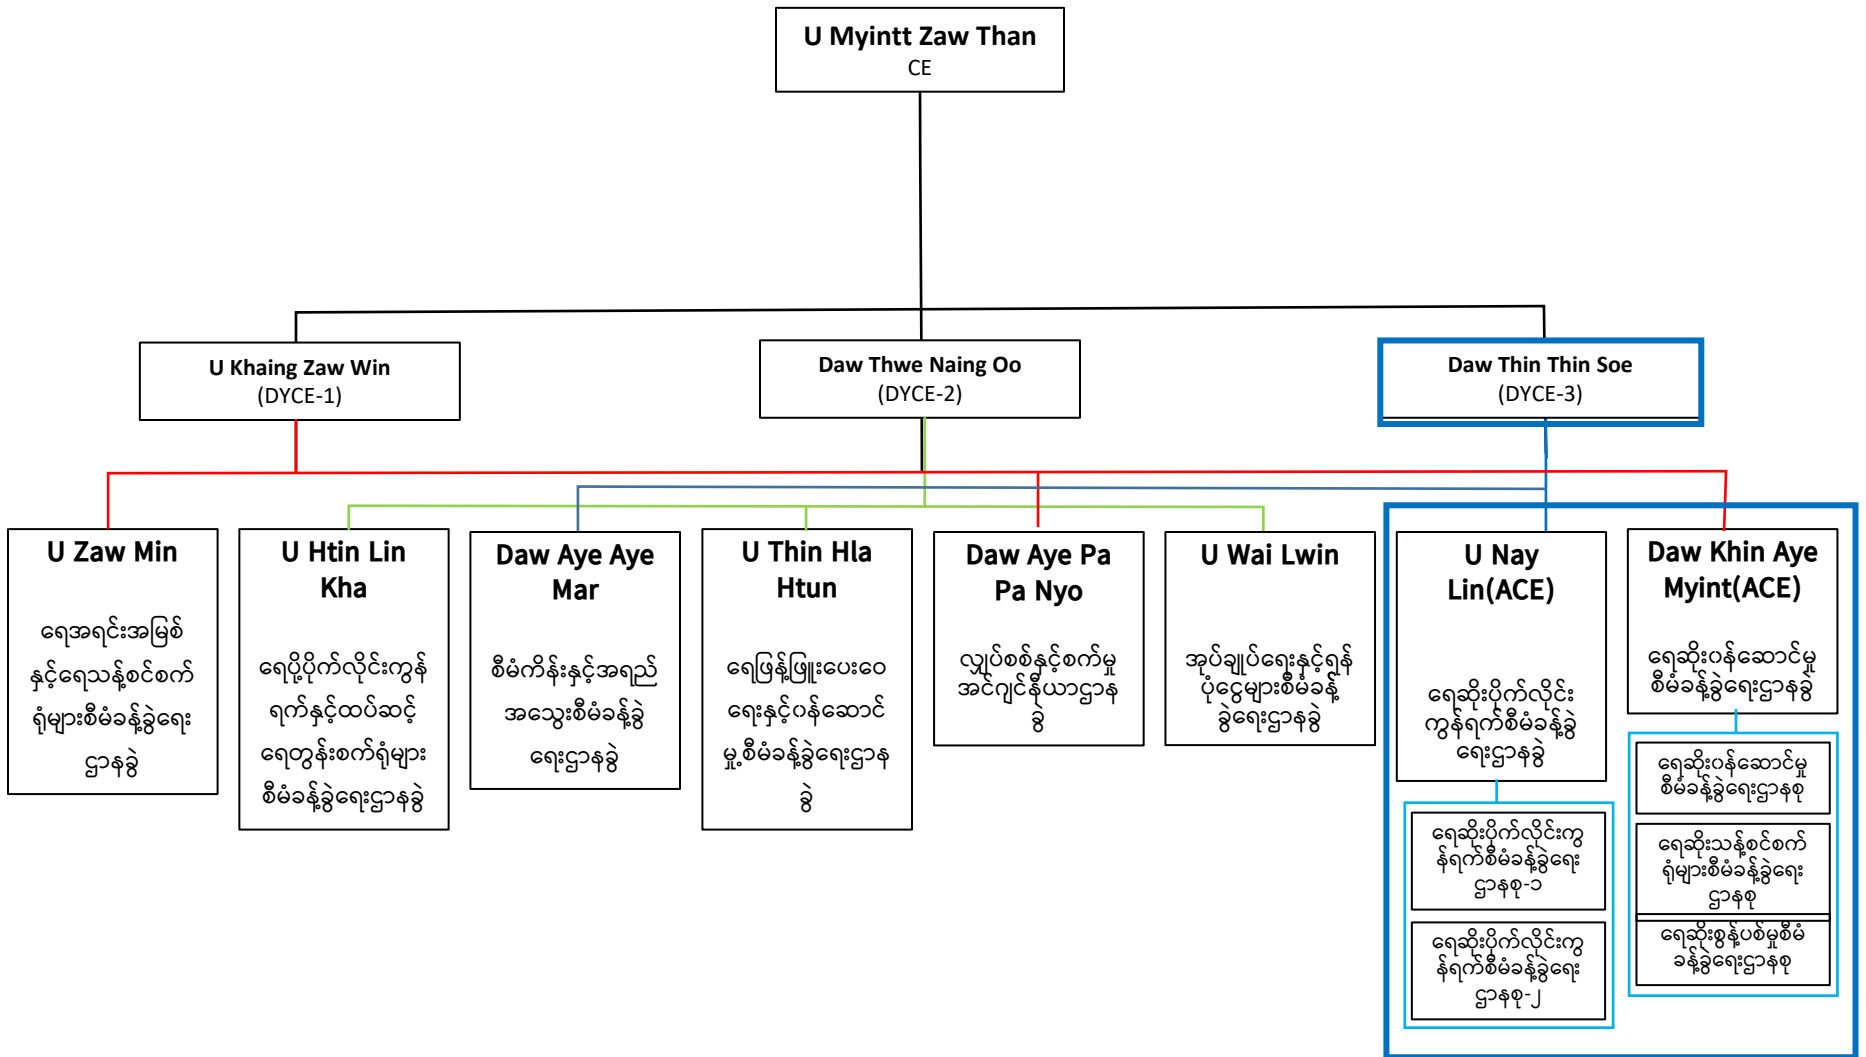 U Myintt Zaw Than
CE
U Khaing Zaw Win
(DYCE-1)
Daw Thwe Naing Oo
(DYCE-2)
Daw Thin Thin Soe
(DYCE-3)
U Zaw Min
ရေအရင်းအမြစ်
နှင့်ရေသန့်စင်စက်
ရုံများစီမံခန့်ခွဲရေး
ဌာနခွဲ
U Htin Lin
Kha
ရေပို့ပိုက်လိုင်းကွန်
ရက်နှင့်ထပ်ဆင့်
ရေတွန်းစက်ရုံများ
စီမံခန့်ခွဲရေးဌာနခွဲ
Daw Aye Aye
Mar
စီမံကိန်းနှင့်အရည်
အသွေးစီမံခန့်ခွဲ
ရေးဌာနခွဲ
U Thin Hla
Htun
ရေဖြန့်ဖြူးပေးဝေ
ရေးနှင့်ဝန်ဆောင်
မှု့စီမံခန့်ခွဲရေးဌာန
ခွဲ
Daw Aye Pa
Pa Nyo
လျှပ်စစ်နှင့်စက်မှု
အင်ဂျင်နီယာဌာန
ခွဲ
U Wai Lwin
အုပ်ချုပ်ရေးနှင့်ရန်
ပုံငွေများစီမံခန့်
ခွဲရေးဌာနခွဲ
U Nay
Lin(ACE)
ရေဆိုးပိုက်လိုင်း
ကွန်ရက်စီမံခန့်ခွဲ
ရေးဌာနခွဲ
ရေဆိုးပိုက်လိုင်းကွ
န်ရက်စီမံခန့်ခွဲရေး
ဌာနစု-၁
ရေဆိုးပိုက်လိုင်းကွ
န်ရက်စီမံခန့်ခွဲရေး
ဌာနစု-၂
Daw Khin Aye
Myint(ACE)
ရေဆိုးဝန်ဆောင်မှု
စီမံခန့်ခွဲရေးဌာနခွဲ
ရေဆိုးဝန်ဆောင်မှု
စီမံခန့်ခွဲရေးဌာနစု
ရေဆိုးသန့်စင်စက်
ရုံများစီမံခန့်ခွဲရေး
ဌာနစု
ရေဆိုးစွန့်ပစ်မှုစီမံ
ခန့်ခွဲရေးဌာနစု